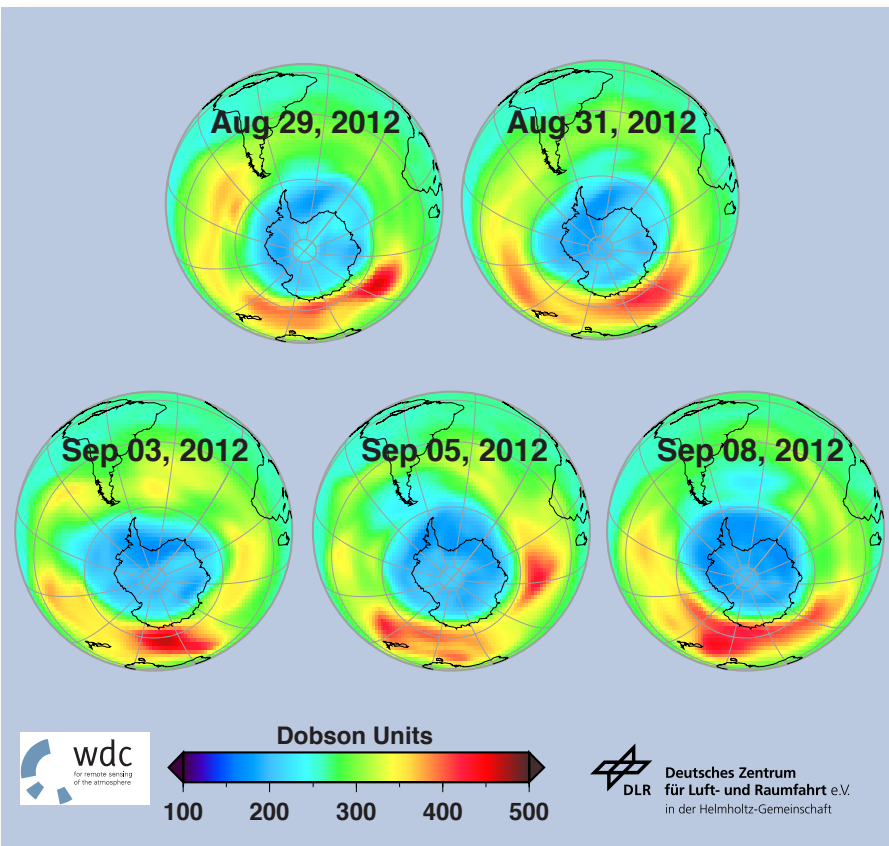 Aug 29, 2012
Aug 31, 2012
Sep 03, 2012
Sep 05, 2012
Sep 08, 2012
Dobson Units
100 200 300 400 500
wdc
for remote sensing
of the atmosphere
DLR
Deutsches Zentrum
für Luft- und Raumfahrt e.V.
in der Helmholtz-Gemeinschaft